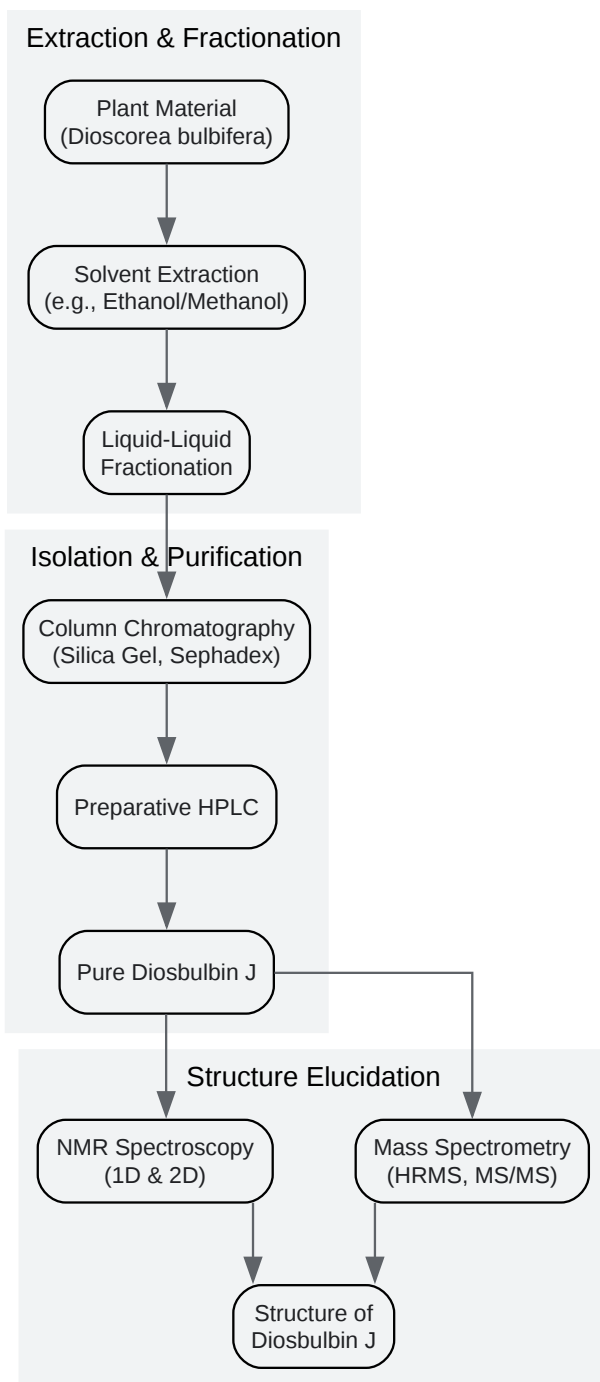 Extraction & Fractionation
Plant Material
(Dioscorea bulbifera)
Solvent Extraction
(e.g., Ethanol/Methanol)
Liquid-Liquid
Fractionation
Isolation & Purification
Column Chromatography
(Silica Gel, Sephadex)
Preparative HPLC
Pure Diosbulbin J
Structure Elucidation
NMR Spectroscopy
(1D & 2D)
Mass Spectrometry
(HRMS, MS/MS)
Structure of
Diosbulbin J